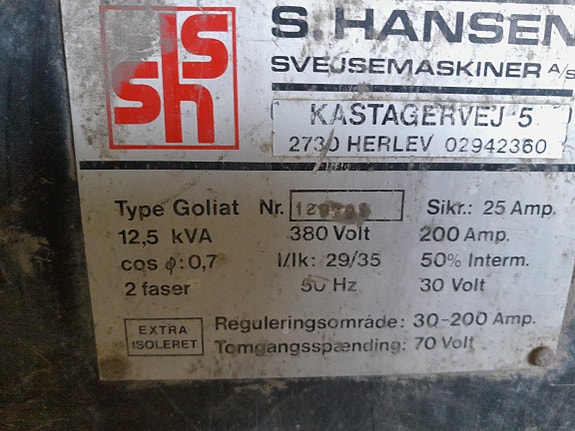 S. HANSEN
SVEJSEMASKINER A/S
KASTAGERVEJ 5
2730 HERLEV 02942360
Type Goliat Nr. Sikr.: 25 Amp.
12,5 kVA 380 Volt 200 Amp.
cos φ: 0,7 I/Ik: 29/35 50% Interm.
2 faser 50 Hz 30 Volt
EXTRA
ISOLERET
Reguleringsområde: 30-200 Amp.
Tomgangsspænding: 70 Volt